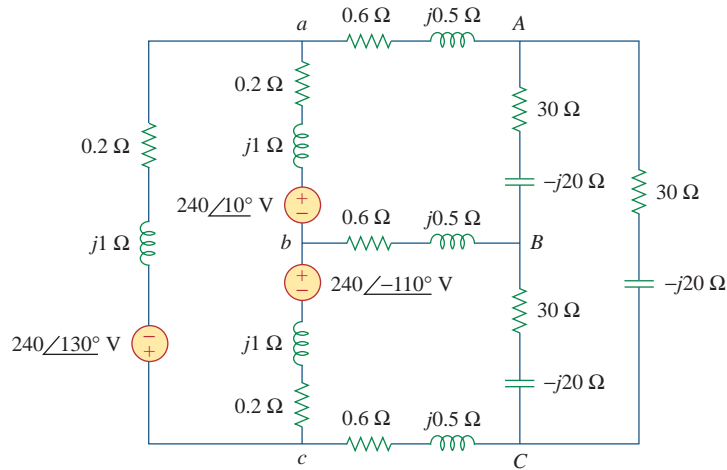 a
0.6 Ω
j0.5 Ω
A
0.2 Ω
30 Ω
0.2 Ω
j1 Ω
−j20 Ω
30 Ω
240/10° V
0.6 Ω
j0.5 Ω
j1 Ω
b
B
+
−
+
−
240/−110° V
−j20 Ω
30 Ω
240/130° V
−
+
j1 Ω
−j20 Ω
0.2 Ω
0.6 Ω
j0.5 Ω
c
C